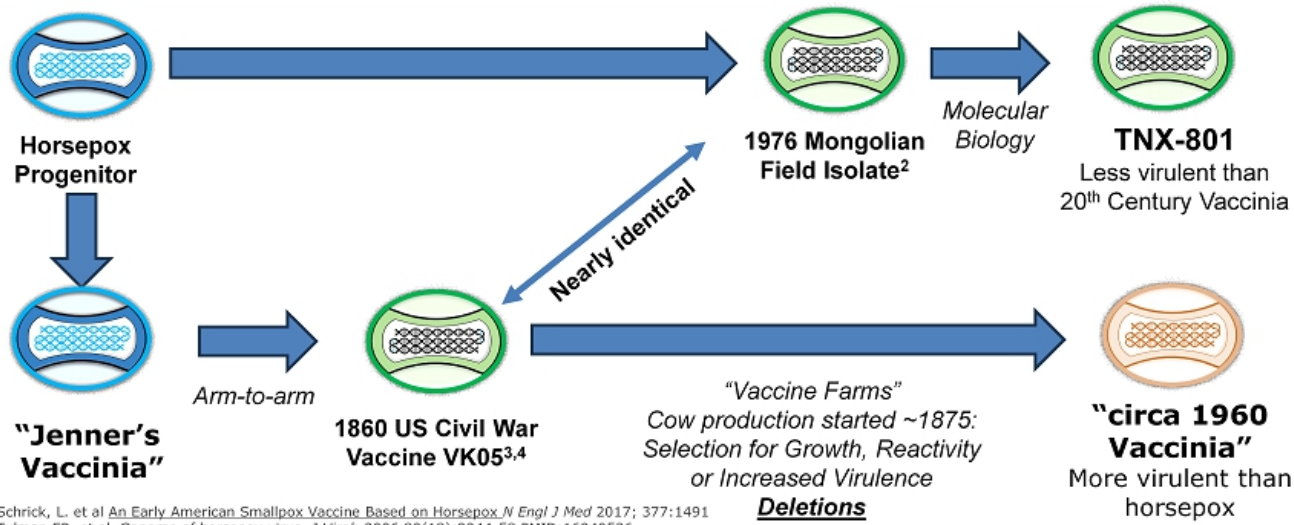 Horsepox
Progenitor
1976 Mongolian
Field Isolate²
Molecular
Biology
TNX-801
Less virulent than
20th Century Vaccinia
Nearly identical
"Jenner's
Vaccinia"
Arm-to-arm
1860 US Civil War
Vaccine VK05³,⁴
"Vaccine Farms"
Cow production started ~1875:
Selection for Growth, Reactivity
or Increased Virulence
Deletions
"circa 1960
Vaccinia"
More virulent than
horsepox
Schrick, L. et al An Early American Smallpox Vaccine Based on Horsepox N Engl J Med 2017; 377:1491